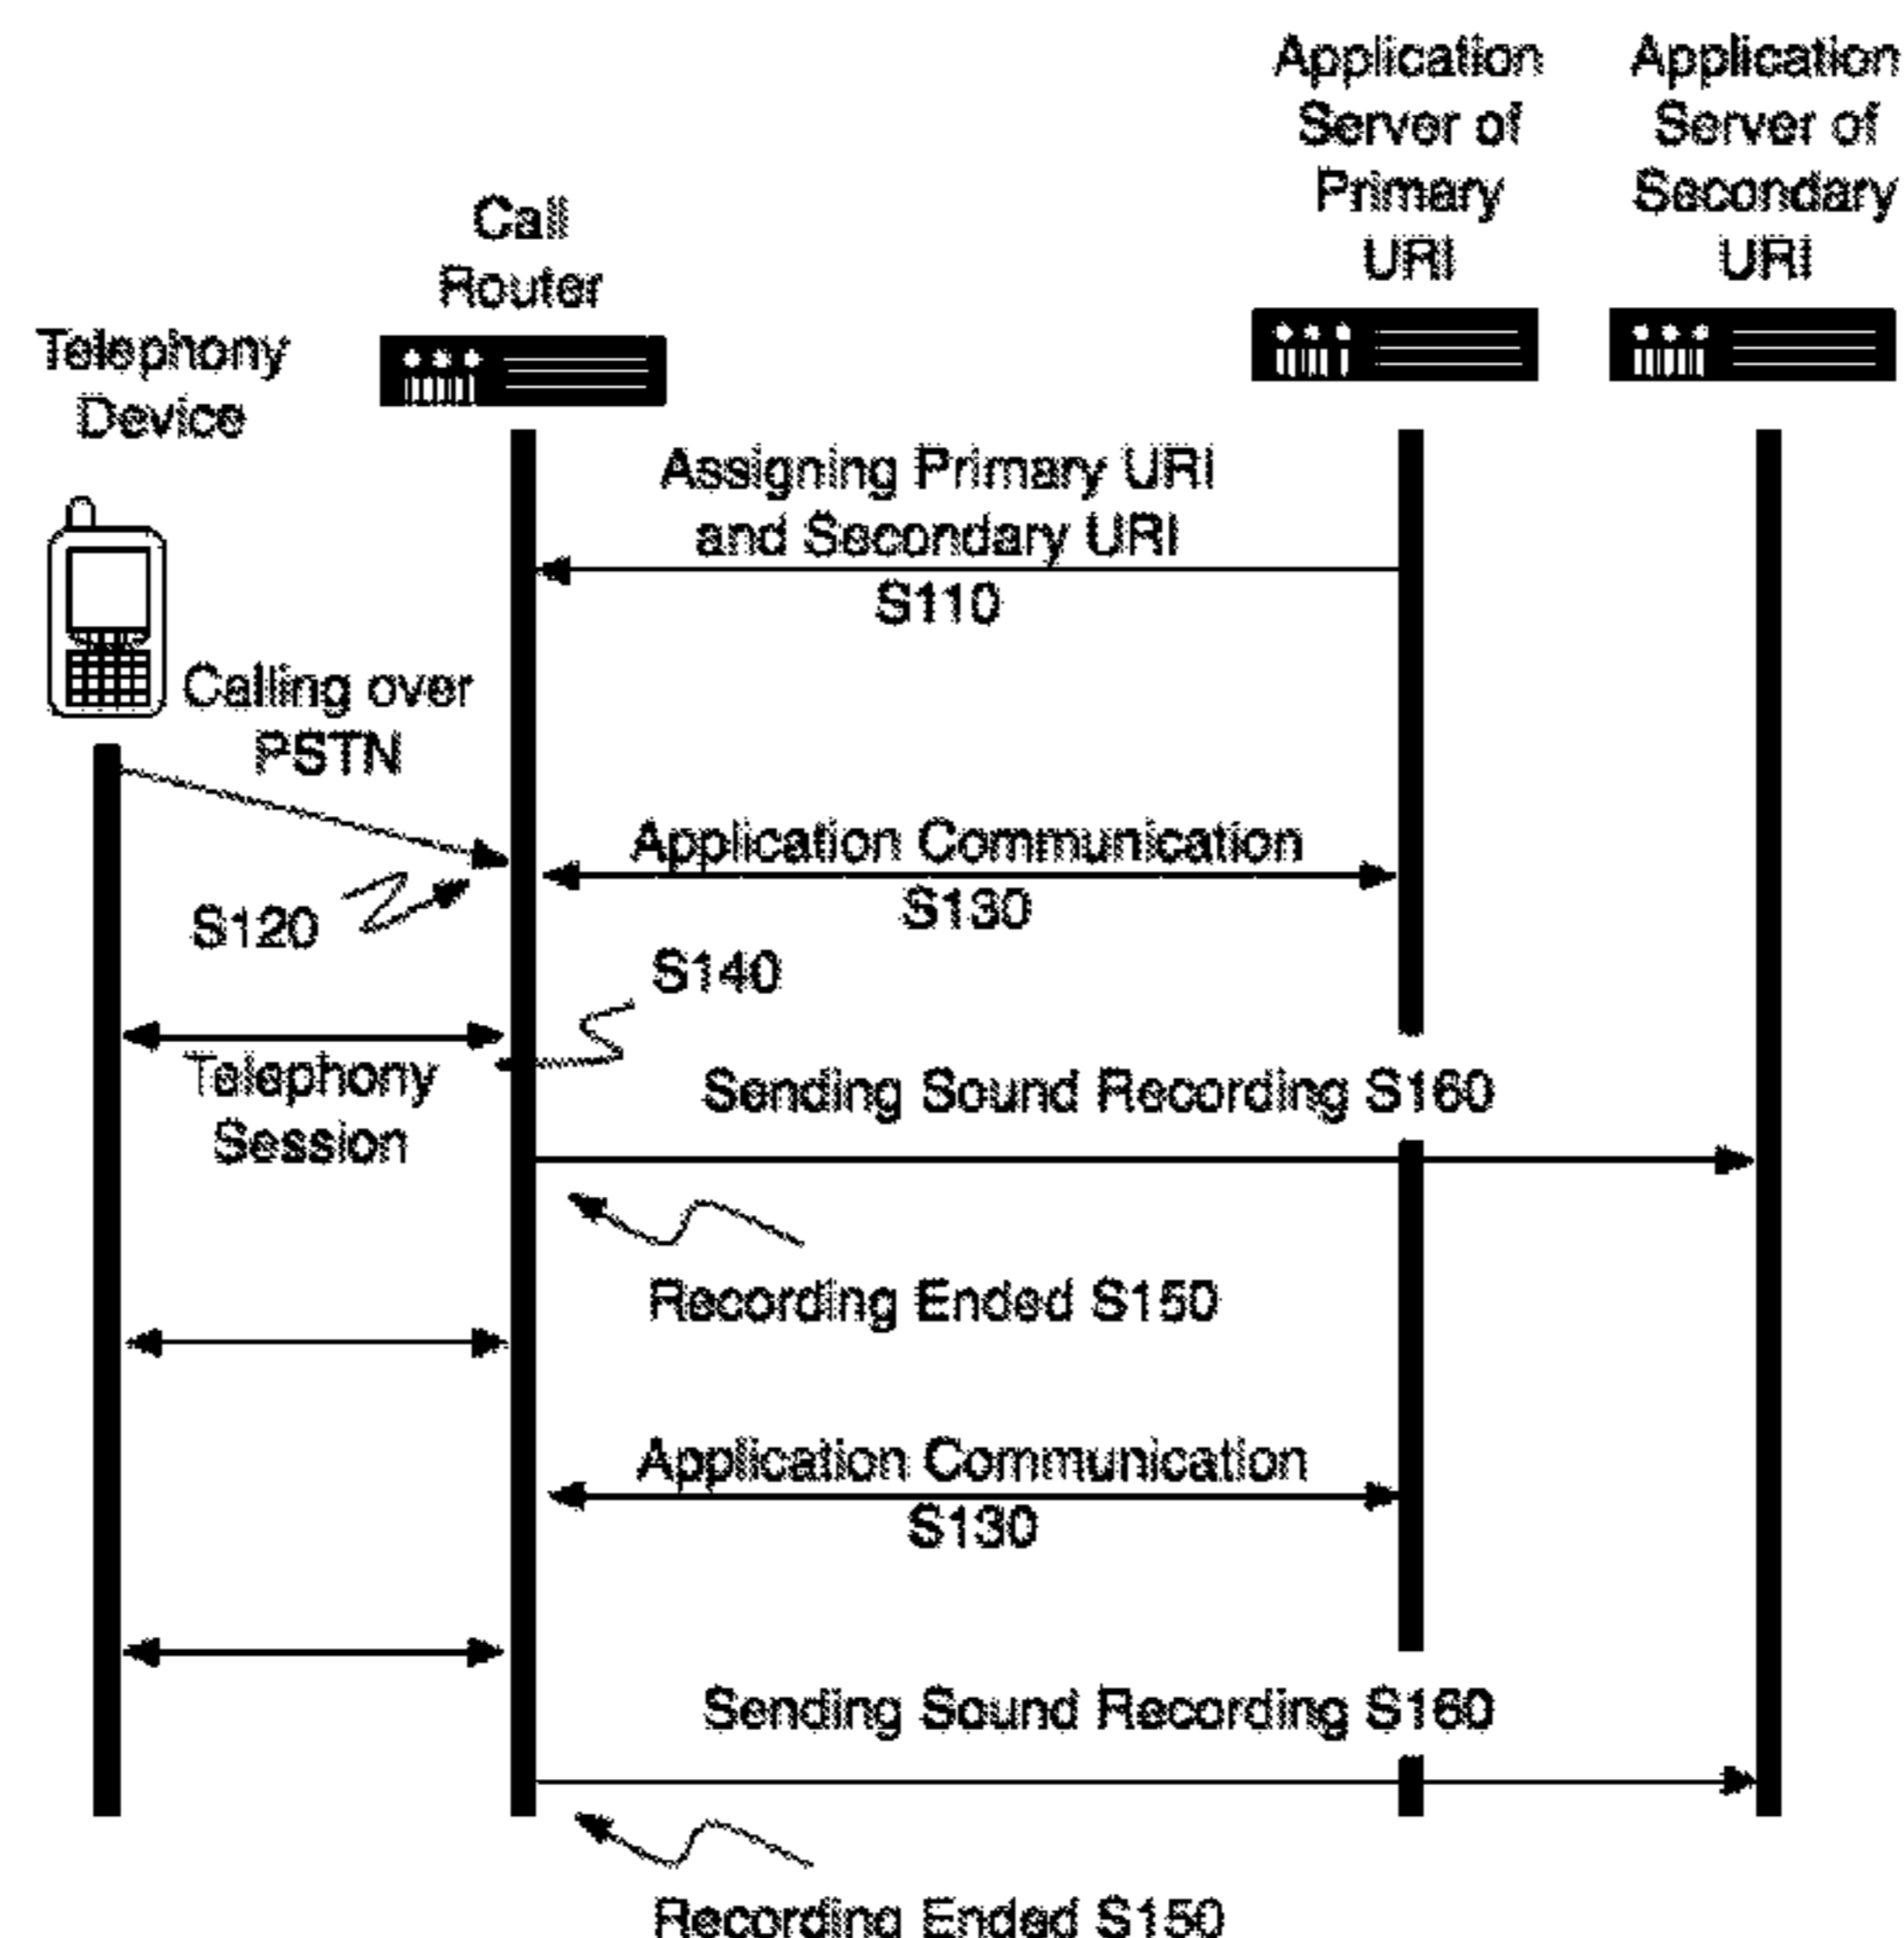 Application
Server of
Primary
URI
Application
Server of
Secondary
URI
Call
Router
Telephony
Device
Assigning Primary URI
and Secondary URI
S110
Calling over
PSTN
Application Communication
S130
S120
S140
Telephony
Session
Sending Sound Recording S160
Recording Ended S150
Application Communication
S130
Sending Sound Recording S160
Recording Ended S150